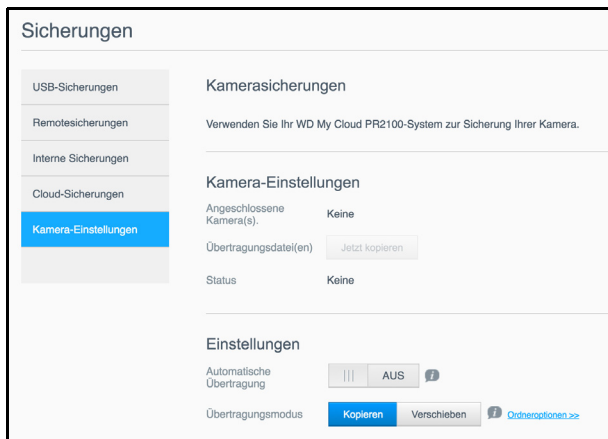 Sicherungen
USB-Sicherungen
Remotesicherungen
Interne Sicherungen
Cloud-Sicherungen
Kamera-Einstellungen
Kamerasicherungen
Verwenden Sie Ihr WD My Cloud PR2100-System zur Sicherung Ihrer Kamera.
Kamera-Einstellungen
Angeschlossene
Kamera(s).
Keine
Übertragungsdatei(en)
Jetzt kopieren
Status
Keine
Einstellungen
Automatische
Übertragung
AUS
Übertragungsmodus
Kopieren
Verschieben
Ordneroptionen >>